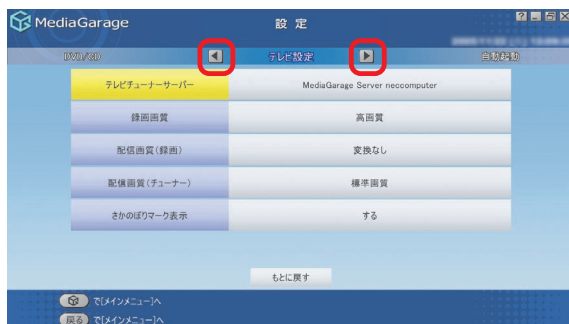 MediaGarage 設 定
DVD/CD テレビ設定 自動起動
テレビチューナーサーバー MediaGarage Server neccomputer
録画画質 高画質
配信画質(録画) 変換なし
配信画質(チューナー) 標準画質
さかのぼりマーク表示 する
もとに戻す
で[メインメニュー]へ
戻る で[メインメニュー]へ